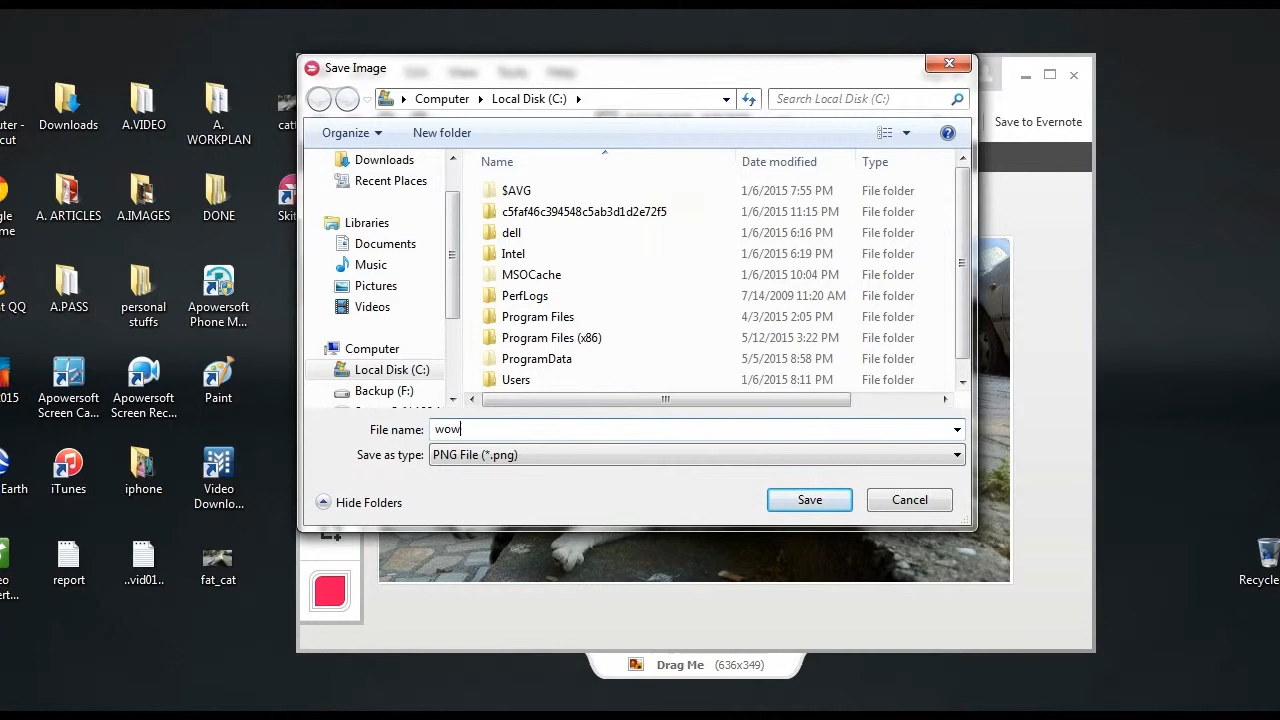 Save Image
Edit View Tools Help
Computer Local Disk (C:)
Search Local Disk (C:)
Save to Evernote
Organize
New folder
Downloads
Recent Places
Libraries
Documents
Music
Pictures
Videos
Computer
Local Disk (C:)
Backup (F:)
Name Date modified Type
$AVG 1/6/2015 7:55 PM File folder
c5faf46c394548c5ab3d1d2e72f5 1/6/2015 11:15 PM File folder
dell 1/6/2015 6:16 PM File folder
Intel 1/6/2015 6:19 PM File folder
MSOCache 1/6/2015 10:04 PM File folder
PerfLogs 7/14/2009 11:20 AM File folder
Program Files 4/3/2015 2:05 PM File folder
Program Files (x86) 5/12/2015 3:22 PM File folder
ProgramData 5/5/2015 8:58 PM File folder
Users 1/6/2015 8:11 PM File folder
File name: wow
Save as type: PNG File (*.png)
Hide Folders
Save
Cancel
Drag Me (636x349)
Downloads
A.VIDEO
A.
WORKPLAN
A. ARTICLES
A.IMAGES
DONE
A.PASS
personal
stuffs
Apowersoft
Phone M...
Apowersoft
Screen Ca...
Apowersoft
Screen Rec...
Paint
iTunes
iphone
Video
Downlo...
report
..vid01..
fat_cat
QQ
2015
Earth
Recycle